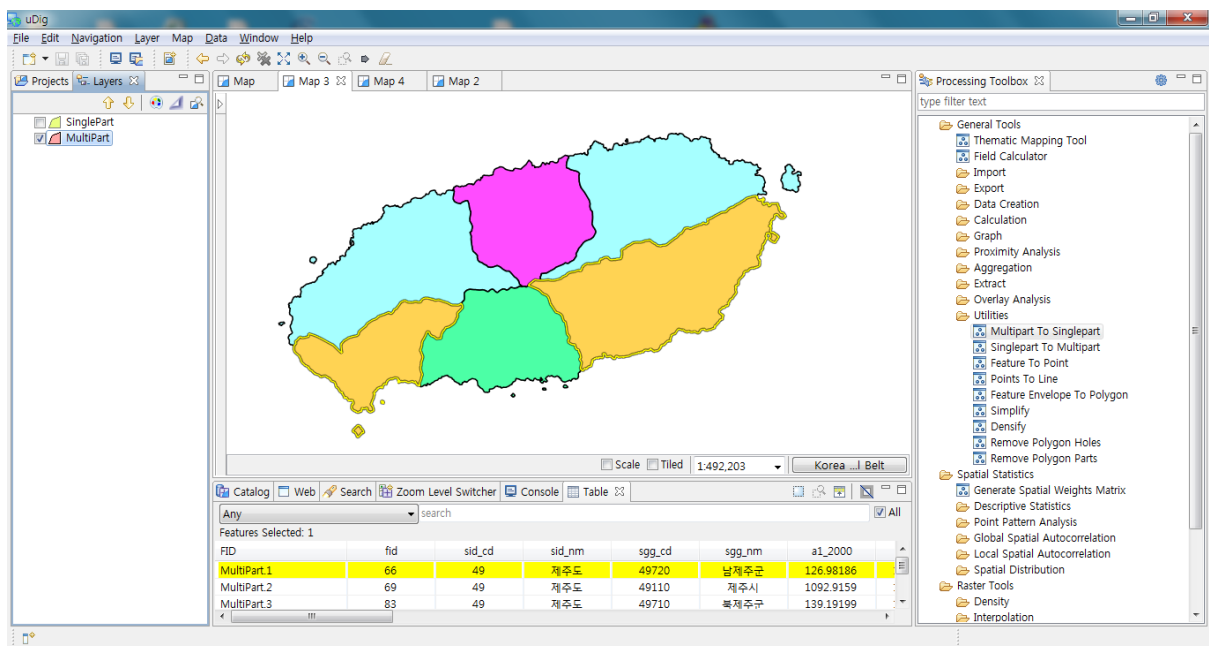 uDig
File Edit Navigation Layer Map Data Window Help
Projects Layers
SinglePart
MultiPart
Map Map 3 Map 4 Map 2
Scale Tiled 1:492,203 Korea ...l Belt
Catalog Web Search Zoom Level Switcher Console Table
Any search All
Features Selected: 1
FID fid sid_cd sid_nm sgg_cd sgg_nm a1_2000
MultiPart.1 66 49 제주도 49720 남제주군 126.98186
MultiPart.2 69 49 제주도 49110 제주시 1092.9159
MultiPart.3 83 49 제주도 49710 북제주군 139.19199
Processing Toolbox
type filter text
General Tools
Thematic Mapping Tool
Field Calculator
Import
Export
Data Creation
Calculation
Graph
Proximity Analysis
Aggregation
Extract
Overlay Analysis
Utilities
Multipart To Singlepart
Singlepart To Multipart
Feature To Point
Points To Line
Feature Envelope To Polygon
Simplify
Densify
Remove Polygon Holes
Remove Polygon Parts
Spatial Statistics
Generate Spatial Weights Matrix
Descriptive Statistics
Point Pattern Analysis
Global Spatial Autocorrelation
Local Spatial Autocorrelation
Spatial Distribution
Raster Tools
Density
Interpolation